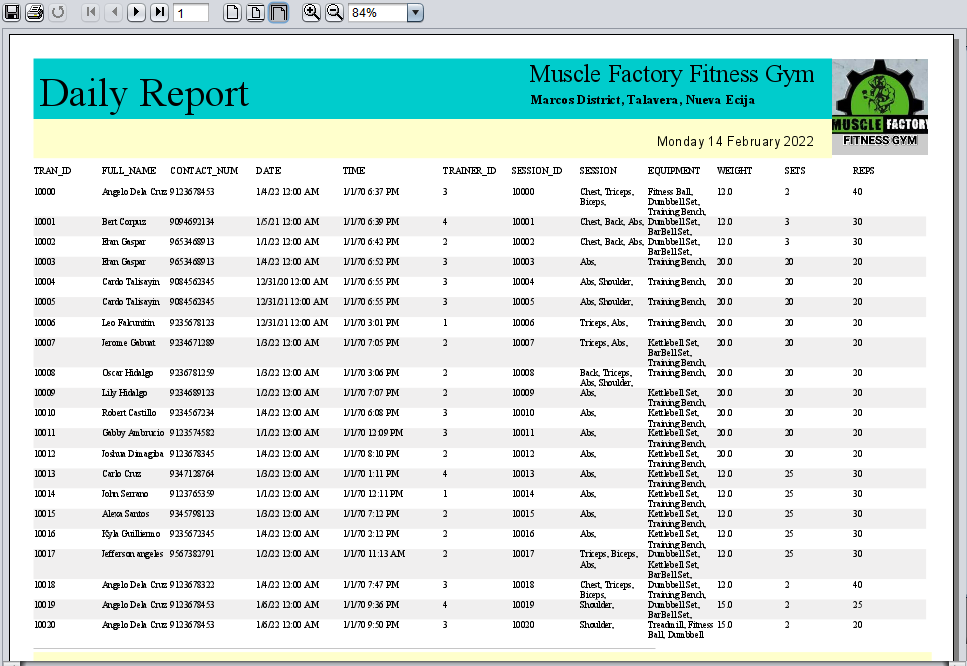 1
84%
Daily Report
Muscle Factory Fitness Gym
Marcos District, Talavera, Nueva Ecija
MUSCLE FACTORY
FITNESS GYM
Monday 14 February 2022
TRAN_ID FULL_NAME CONTACT_NUM DATE TIME TRAINER_ID SESSION_ID SESSION EQUIPMENT WEIGHT SETS REPS
10000 Angelo Dela Cruz 9123678453 1/4/22 12:00 AM 1/1/70 6:37 PM 3 10000 Chest, Triceps, Fitness Ball, 12.0 2 40
Biceps, Dumbbell Set,
Training Bench,
10001 Bert Corpuz 9094692134 1/5/21 12:00 AM 1/1/70 6:39 PM 4 10001 Chest, Back, Abs, Dumbbell Set, 12.0 3 30
BarBell Set,
10002 Efran Gaspar 9653468913 1/1/22 12:00 AM 1/1/70 6:42 PM 2 10002 Chest, Back, Abs, Dumbbell Set, 12.0 3 30
BarBell Set,
10003 Efran Gaspar 9653468913 1/4/22 12:00 AM 1/1/70 6:52 PM 3 10003 Abs, Training Bench, 20.0 20 20
10004 Cardo Talisayin 9084562345 12/31/20 12:00 AM 1/1/70 6:55 PM 3 10004 Abs, Shoulder, Training Bench, 20.0 20 20
10005 Cardo Talisayin 9084562345 12/31/21 12:00 AM 1/1/70 6:55 PM 3 10005 Abs, Shoulder, Training Bench, 20.0 20 20
10006 Leo 9235678123 12/31/21 12:00 AM 1/1/70 3:01 PM 1 10006 Triceps, Abs, Training Bench, 20.0 20 20
10007 Jerome Gabuat 9234671289 1/3/22 12:00 AM 1/1/70 7:05 PM 2 10007 Triceps, Abs, Kettlebell Set, 20.0 20 20
BarBell Set,
Training Bench,
10008 Oscar Hidalgo 9236781259 1/3/22 12:00 AM 1/1/70 3:06 PM 2 10008 Back, Triceps, Training Bench, 20.0 20 20
Abs, Shoulder,
10009 Lily Hidalgo 9234689123 1/2/22 12:00 AM 1/1/70 7:07 PM 2 10009 Abs, Kettlebell Set, 20.0 20 20
Training Bench,
10010 Robert Castillo 9234567234 1/4/22 12:00 AM 1/1/70 6:08 PM 3 10010 Abs, Kettlebell Set, 20.0 20 20
Training Bench,
10011 Gabby Ambrucio 9123574582 1/1/22 12:00 AM 1/1/70 12:09 PM 3 10011 Abs, Kettlebell Set, 20.0 20 20
Training Bench,
10012 Joshua Dimagiba 9123678345 1/4/22 12:00 AM 1/1/70 8:10 PM 2 10012 Abs, Kettlebell Set, 20.0 20 20
Training Bench,
10013 Carlo Cruz 9347128764 1/3/22 12:00 AM 1/1/70 1:11 PM 4 10013 Abs, Kettlebell Set, 12.0 25 30
Training Bench,
10014 John Serrano 9123765359 1/1/22 12:00 AM 1/1/70 12:11 PM 1 10014 Abs, Kettlebell Set, 12.0 25 30
Training Bench,
10015 Alexa Santos 9345798123 1/3/22 12:00 AM 1/1/70 7:12 PM 2 10015 Abs, Kettlebell Set, 12.0 25 30
Training Bench,
10016 Kyla Guilliermo 9235672345 1/4/22 12:00 AM 1/1/70 2:12 PM 2 10016 Abs, Kettlebell Set, 12.0 25 30
Training Bench,
10017 Jefferson angeles 9567382791 1/2/22 12:00 AM 1/1/70 11:13 AM 2 10017 Triceps, Biceps, Dumbbell Set, 12.0 25 30
Abs, Kettlebell Set,
BarBell Set,
10018 Angelo Dela Cruz 9123678322 1/4/22 12:00 AM 1/1/70 7:47 PM 3 10018 Chest, Triceps, Dumbbell Set, 12.0 2 40
Biceps, Training Bench,
10019 Angelo Dela Cruz 9123678453 1/6/22 12:00 AM 1/1/70 9:36 PM 4 10019 Shoulder, Dumbbell Set, 15.0 2 25
BarBell Set,
10020 Angelo Dela Cruz 9123678453 1/6/22 12:00 AM 1/1/70 9:50 PM 3 10020 Shoulder, Treadmill, Fitness 15.0 2 20
Ball, Dumbbell